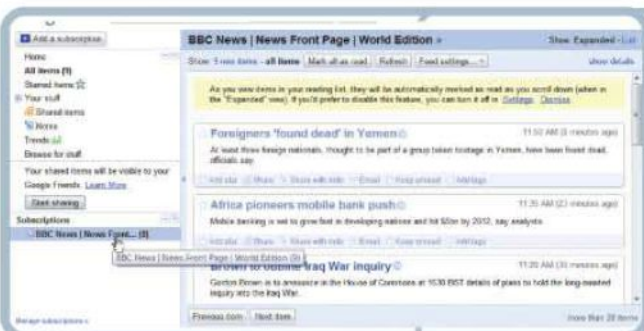 Add a subscription
Home
All items (9)
Starred items
Your stuff
Shared items
Notes
Trends
Browse for stuff
Your shared items will be visible to your
Google Friends. Learn More
Start sharing
Subscriptions
BBC News | News Front... (9)
Manage subscriptions »
BBC News | News Front Page | World Edition »
Show: Expanded - List
Show: 9 new items - all items Mark all as read Refresh Feed settings...
show details
As you view items in your reading list, they will be automatically marked as read as you scroll down (when in
the "Expanded" view). If you'd prefer to disable this feature, you can turn it off in Settings. Dismiss
Foreigners 'found dead' in Yemen
11:50 AM (8 minutes ago)
At least three foreign nationals, thought to be part of a group taken hostage in Yemen, have been found dead,
officials say.
Add star Share Share with note Email Keep unread Add tags
Africa pioneers mobile bank push
11:35 AM (23 minutes ago)
Mobile banking is set to grow fast in developing nations and hit $5bn by 2012, say analysts.
Add star Share Share with note Email Keep unread Add tags
BBC News | News Front Page | World Edition (9)
Brown to outline Iraq War inquiry
11:20 AM
Gordon Brown is to announce in the House of Commons at 1530 BST details of plans to hold the long-awaited
inquiry into the Iraq War.
Previous item Next item
more than 20 items